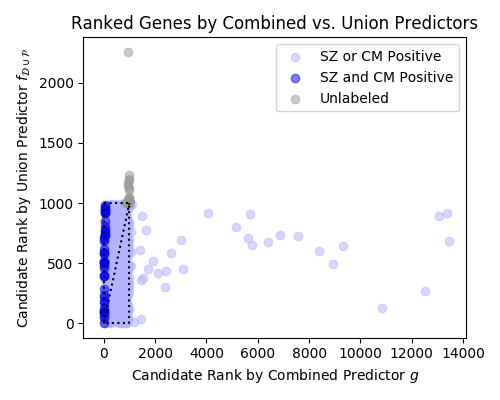 Ranked Genes by Combined vs. Union Predictors
SZ or CM Positive
SZ and CM Positive
Unlabeled
Candidate Rank by Union Predictor f_{D∪P}
2000
1500
1000
500
0
0 2000 4000 6000 8000 10000 12000 14000
Candidate Rank by Combined Predictor g